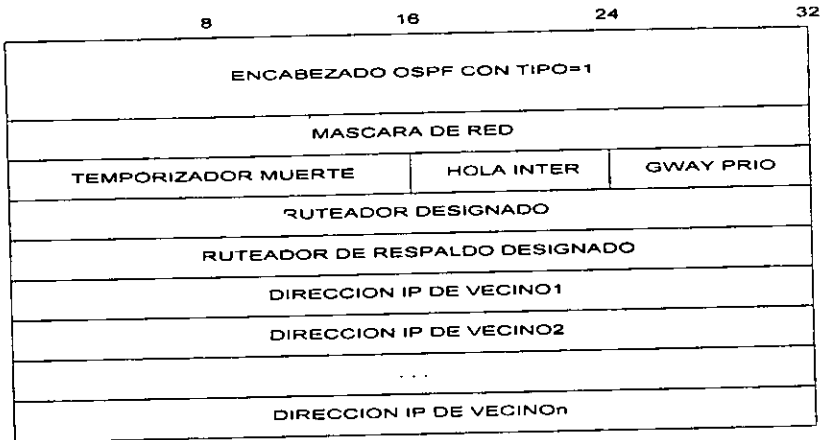 8 16 24 32
ENCABEZADO OSPF CON TIPO=1
MASCARA DE RED
TEMPORIZADOR MUERTE HOLA INTER GWAY PRIO
RUTEADOR DESIGNADO
RUTEADOR DE RESPALDO DESIGNADO
DIRECCION IP DE VECINO1
DIRECCION IP DE VECINO2
. . .
DIRECCION IP DE VECINOn